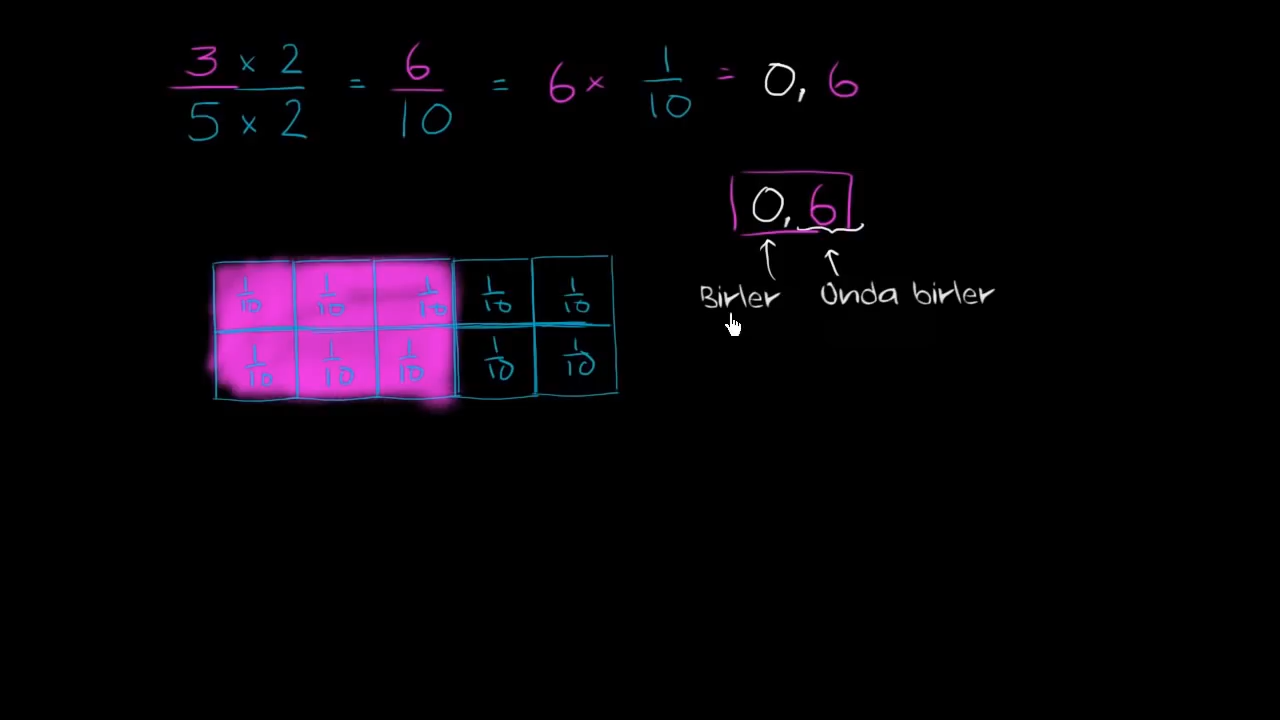 3 × 2 / 5 × 2 = 6 / 10 = 6 × 1 / 10 = 0, 6
0, 6
Birler Onda birler
1/10 1/10 1/10 1/10 1/10
1/10 1/10 1/10 1/10 1/10